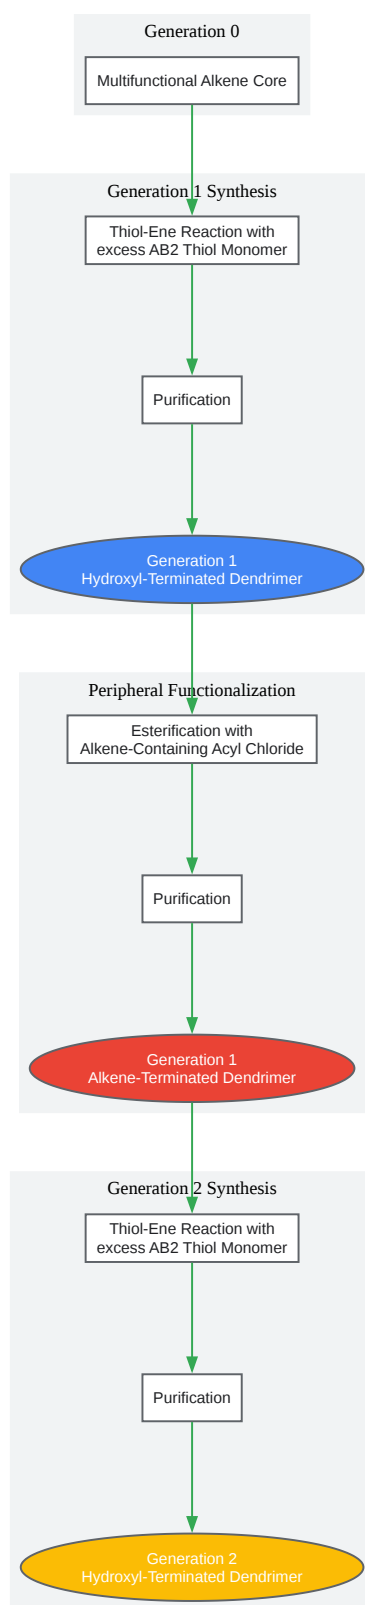 Generation 0
Multifunctional Alkene Core
Generation 1 Synthesis
Thiol-Ene Reaction with
excess AB2 Thiol Monomer
Purification
Generation 1
Hydroxyl-Terminated Dendrimer
Peripheral Functionalization
Esterification with
Alkene-Containing Acyl Chloride
Purification
Generation 1
Alkene-Terminated Dendrimer
Generation 2 Synthesis
Thiol-Ene Reaction with
excess AB2 Thiol Monomer
Purification
Generation 2
Hydroxyl-Terminated Dendrimer